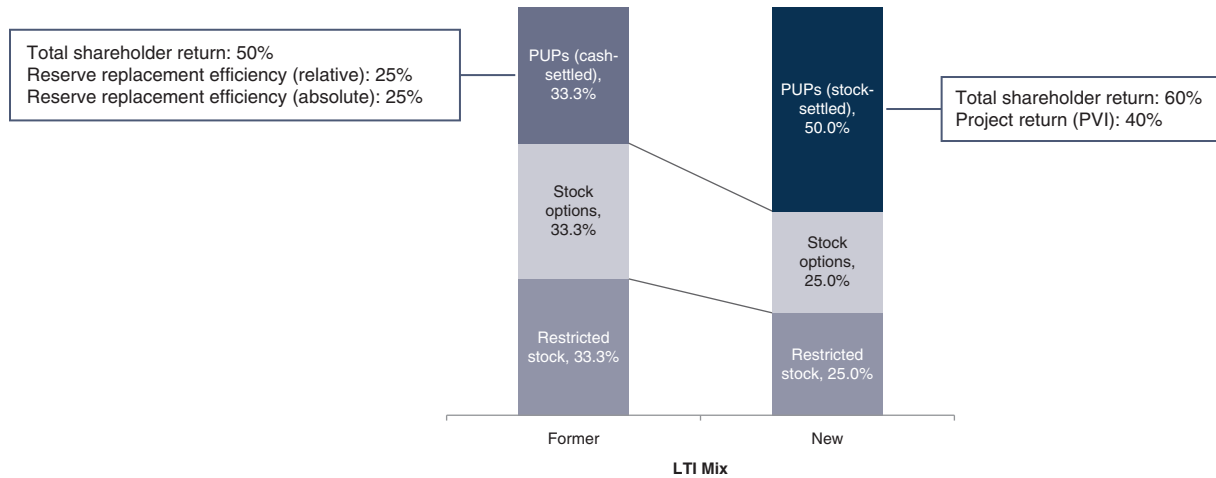 Total shareholder return: 50%
Reserve replacement efficiency (relative): 25%
Reserve replacement efficiency (absolute): 25%
PUPs (cash-
settled),
33.3%
Stock
options,
33.3%
Restricted
stock, 33.3%
PUPs (stock-
settled),
50.0%
Stock
options,
25.0%
Restricted
stock, 25.0%
Total shareholder return: 60%
Project return (PVI): 40%
Former
New
LTI Mix